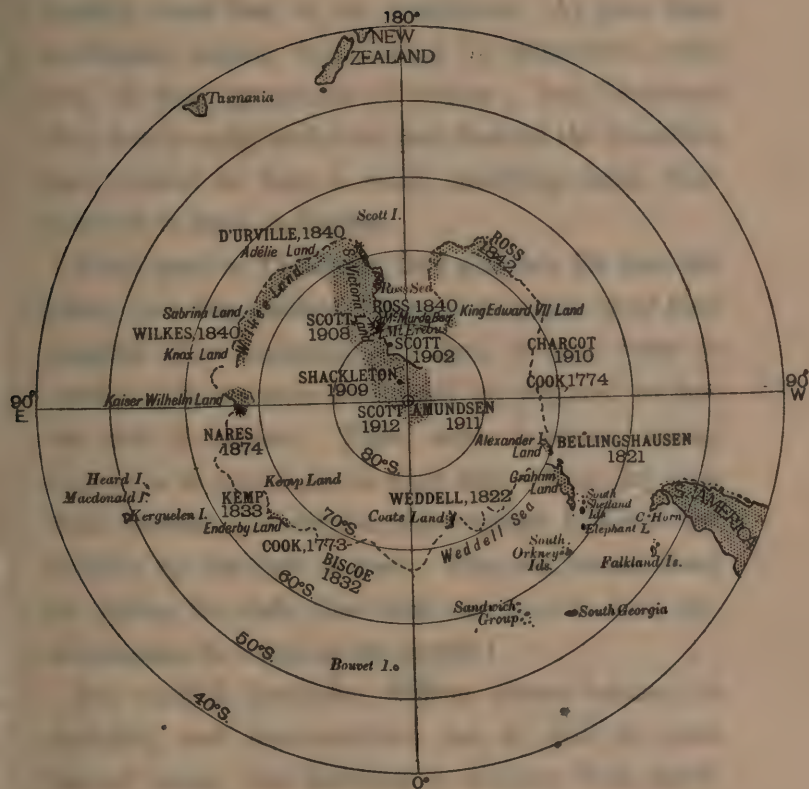 180°
NEW
ZEALAND
Tasmania
Scott I.
D'URVILLE, 1840
Adélie Land
ROSS
1842
Wilkes Land
S. Victoria Land
Ross Sea
Sabrina Land
ROSS 1840
King Edward VII Land
WILKES, 1840
SCOTT
1908
McMurdo Bay
Mt. Erebus
Knox Land
SCOTT
1902
CHARCOT
1910
SHACKLETON
1909
COOK, 1774
90°
E
Kaiser Wilhelm Land
90°
W
SCOTT
1912
AMUNDSEN
1911
NARES
1874
Alexander I.
Land
BELLINGSHAUSEN
1821
80°S.
Heard I.
Macdonald I.
Kerguelen I.
Kemp Land
Graham
Land
South
Shetland
Ids.
S. AMERICA
KEMP
1833
Enderby Land
70°S.
WEDDELL, 1822
Coats Land
Weddell Sea
Elephant I.
C. Horn
COOK, 1773
BISCOE
1832
South
Orkney
Ids.
Falkland Is.
60°S.
Sandwich
Group
South Georgia
50°S.
Bouvet I.
40°S.
0°